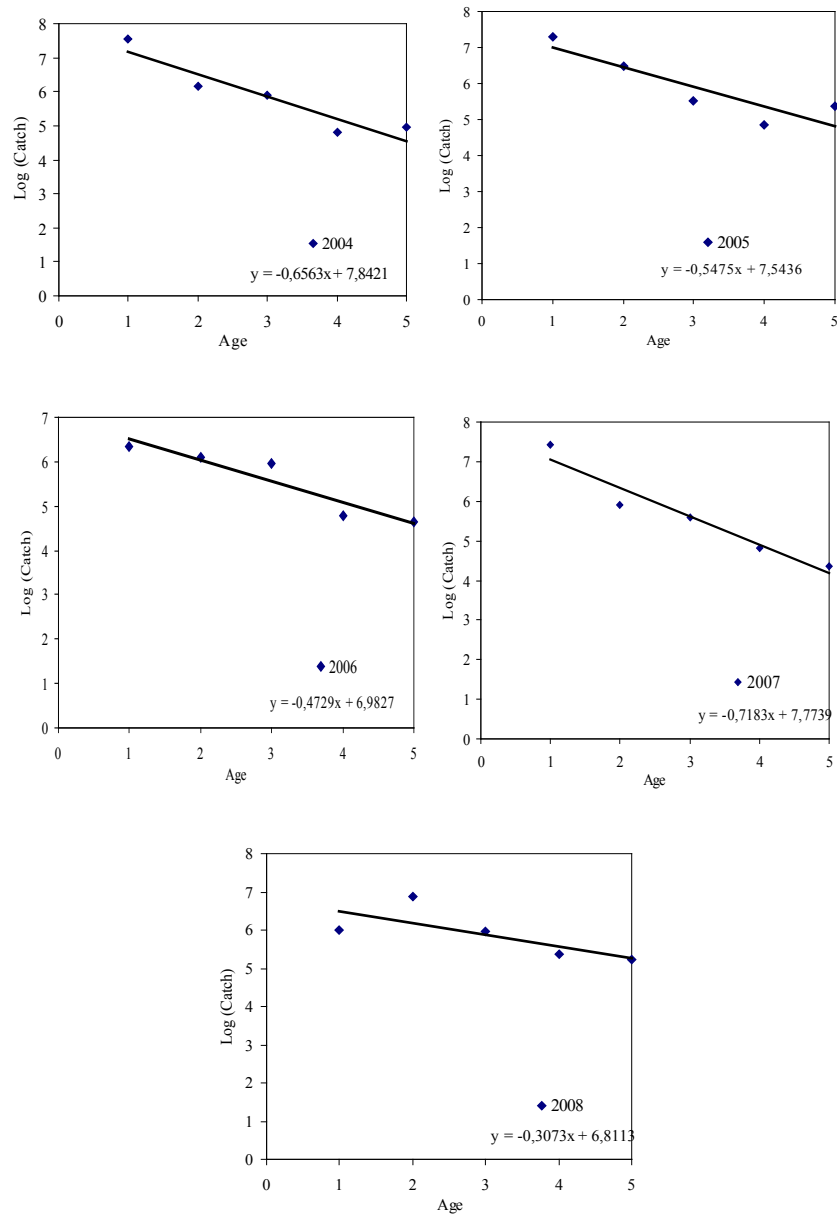 8
7
6
5
4
3
2
1
0
Log (Catch)
2004
y = -0,6563x + 7,8421
0 1 2 3 4 5
Age
8
7
6
5
4
3
2
1
0
Log (Catch)
2005
y = -0,5475x + 7,5436
0 1 2 3 4 5
Age
7
6
5
4
3
2
1
0
Log (Catch)
2006
y = -0,4729x + 6,9827
0 1 2 3 4 5
Age
8
7
6
5
4
3
2
1
0
Log (Catch)
2007
y = -0,7183x + 7,7739
0 1 2 3 4 5
Age
8
7
6
5
4
3
2
1
0
Log (Catch)
2008
y = -0,3073x + 6,8113
0 1 2 3 4 5
Age